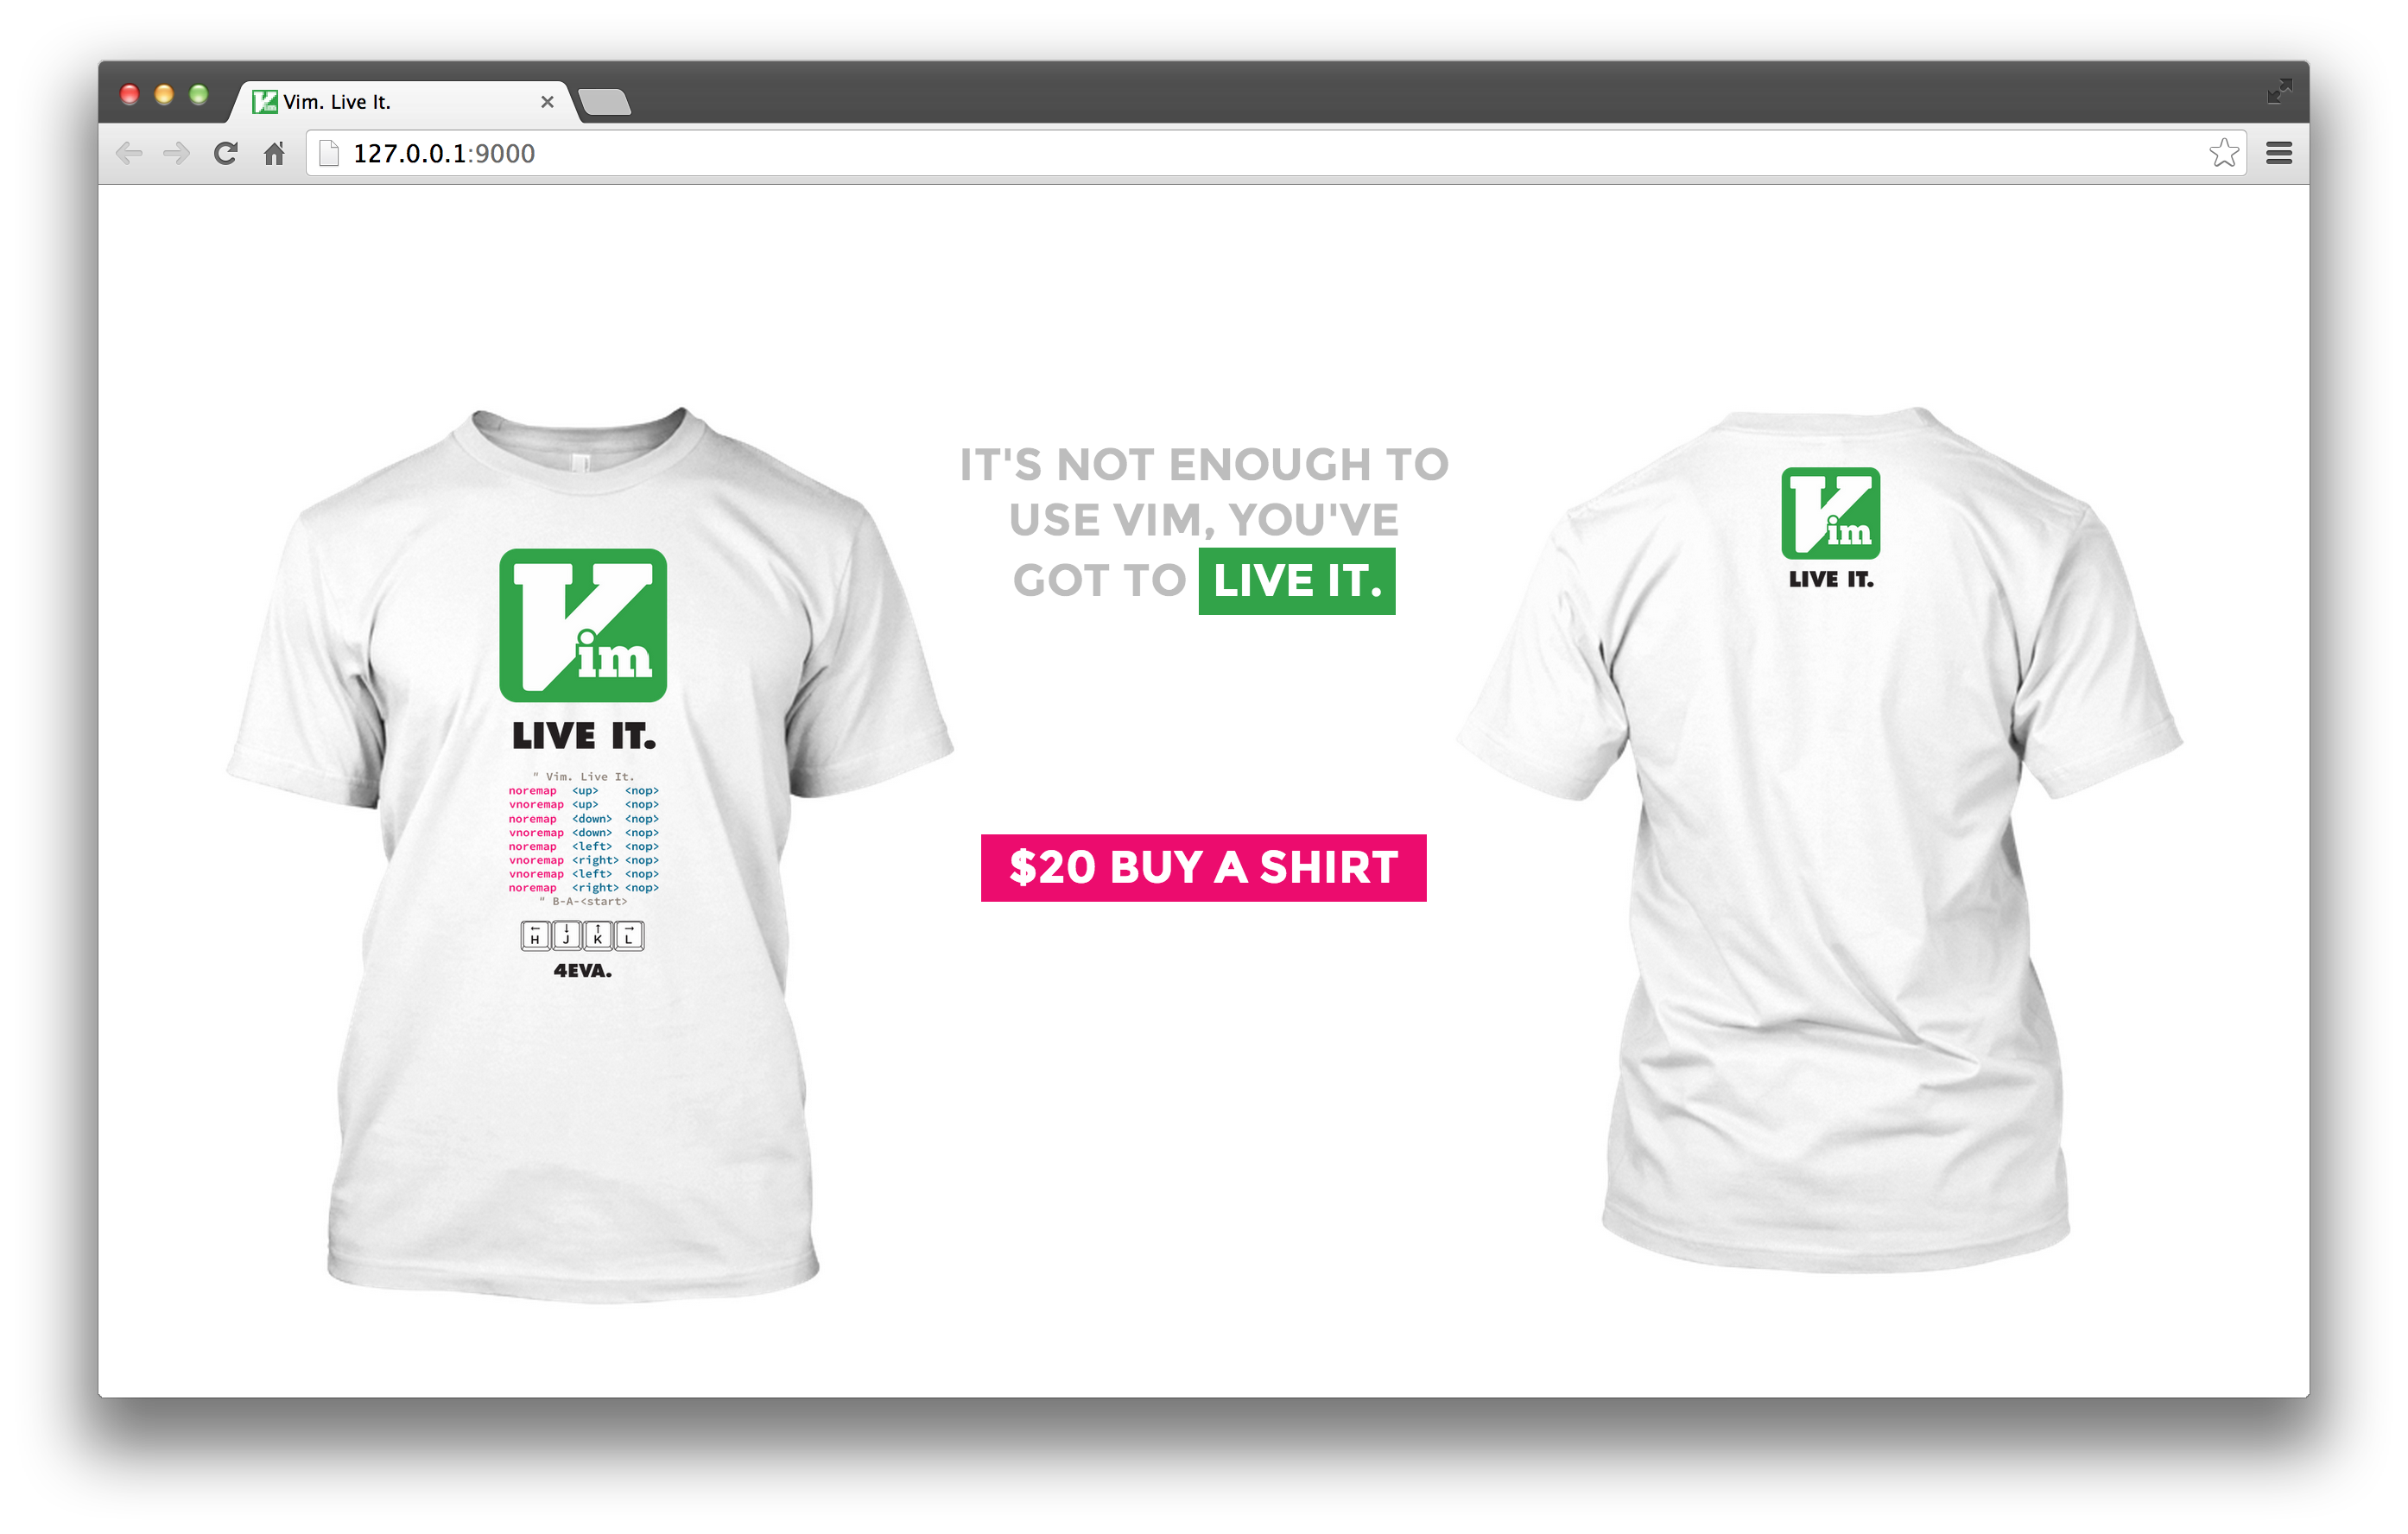 Vim. Live It.
127.0.0.1:9000
Vim
LIVE IT.
" Vim. Live It.
noremap <up> <nop>
vnoremap <up> <nop>
noremap <down> <nop>
vnoremap <down> <nop>
noremap <left> <nop>
vnoremap <right> <nop>
vnoremap <left> <nop>
noremap <right> <nop>
" B-A-<start>
← ↓ ↑ →
H J K L
4EVA.
IT'S NOT ENOUGH TO
USE VIM, YOU'VE
GOT TO LIVE IT.
$20 BUY A SHIRT
Vim
LIVE IT.